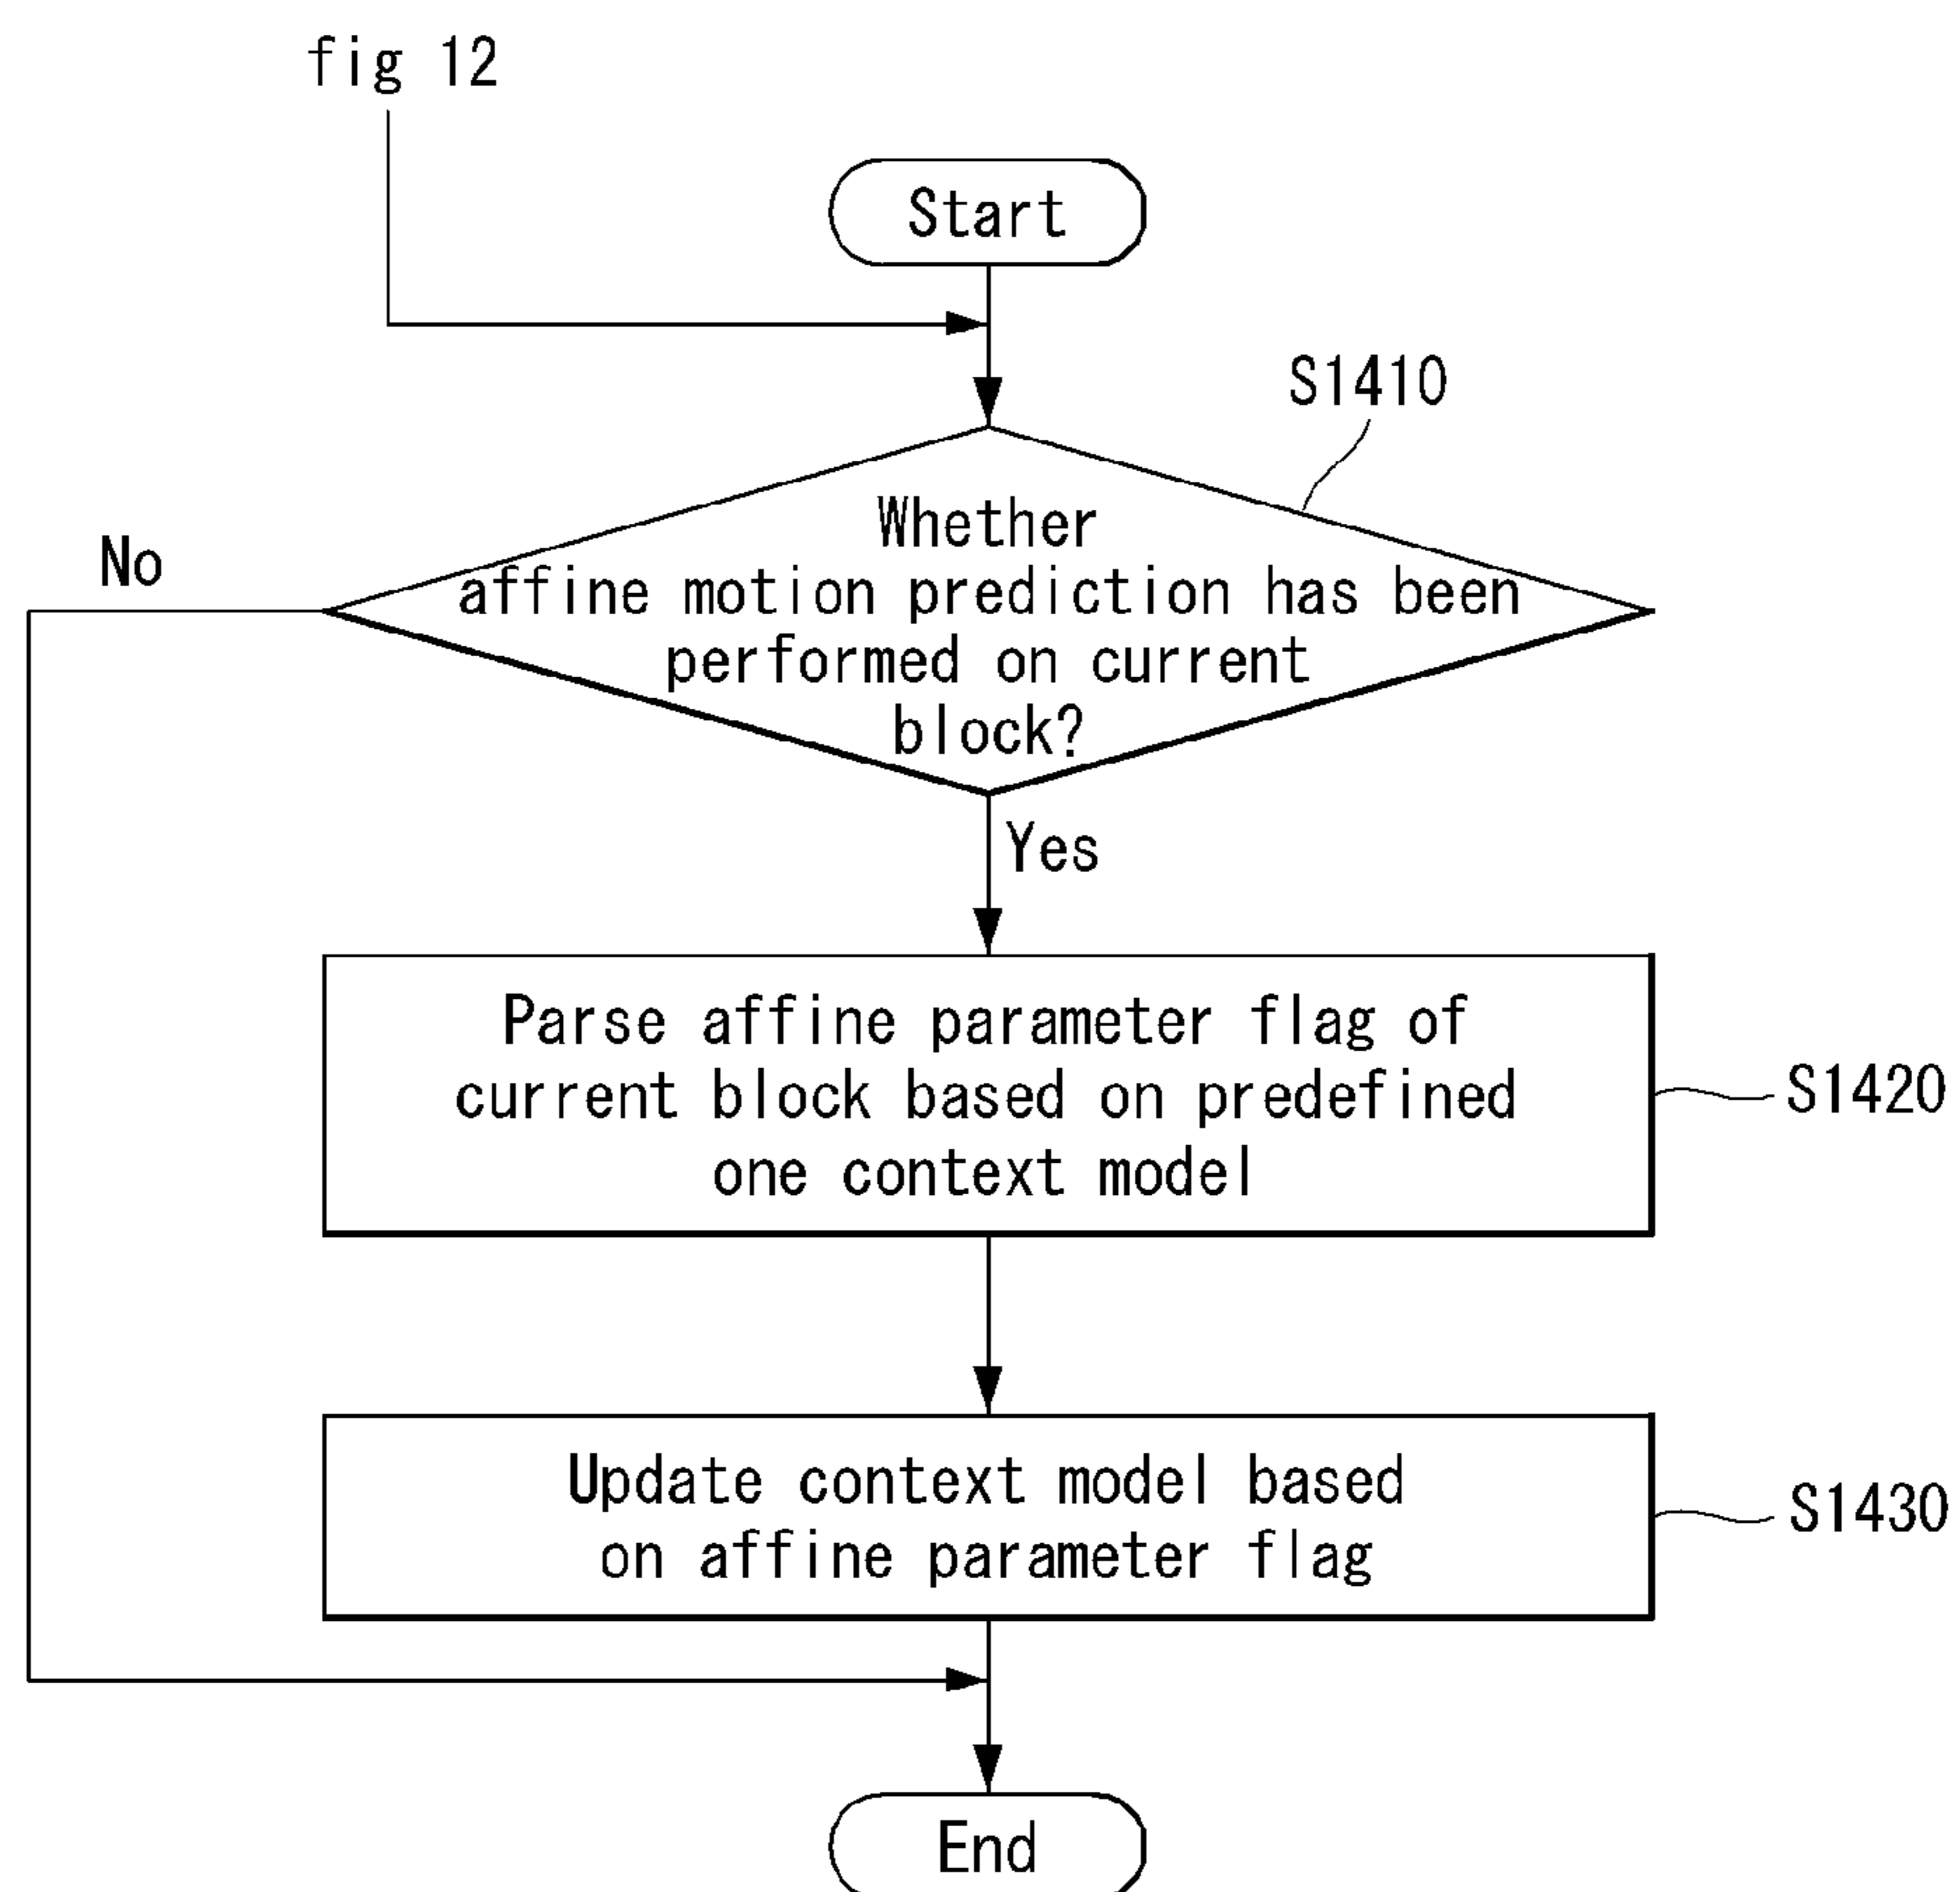 fig 12
Start
S1410
Whether
affine motion prediction has been
performed on current
block?
No
Yes
Parse affine parameter flag of
current block based on predefined
one context model
S1420
Update context model based
on affine parameter flag
S1430
End